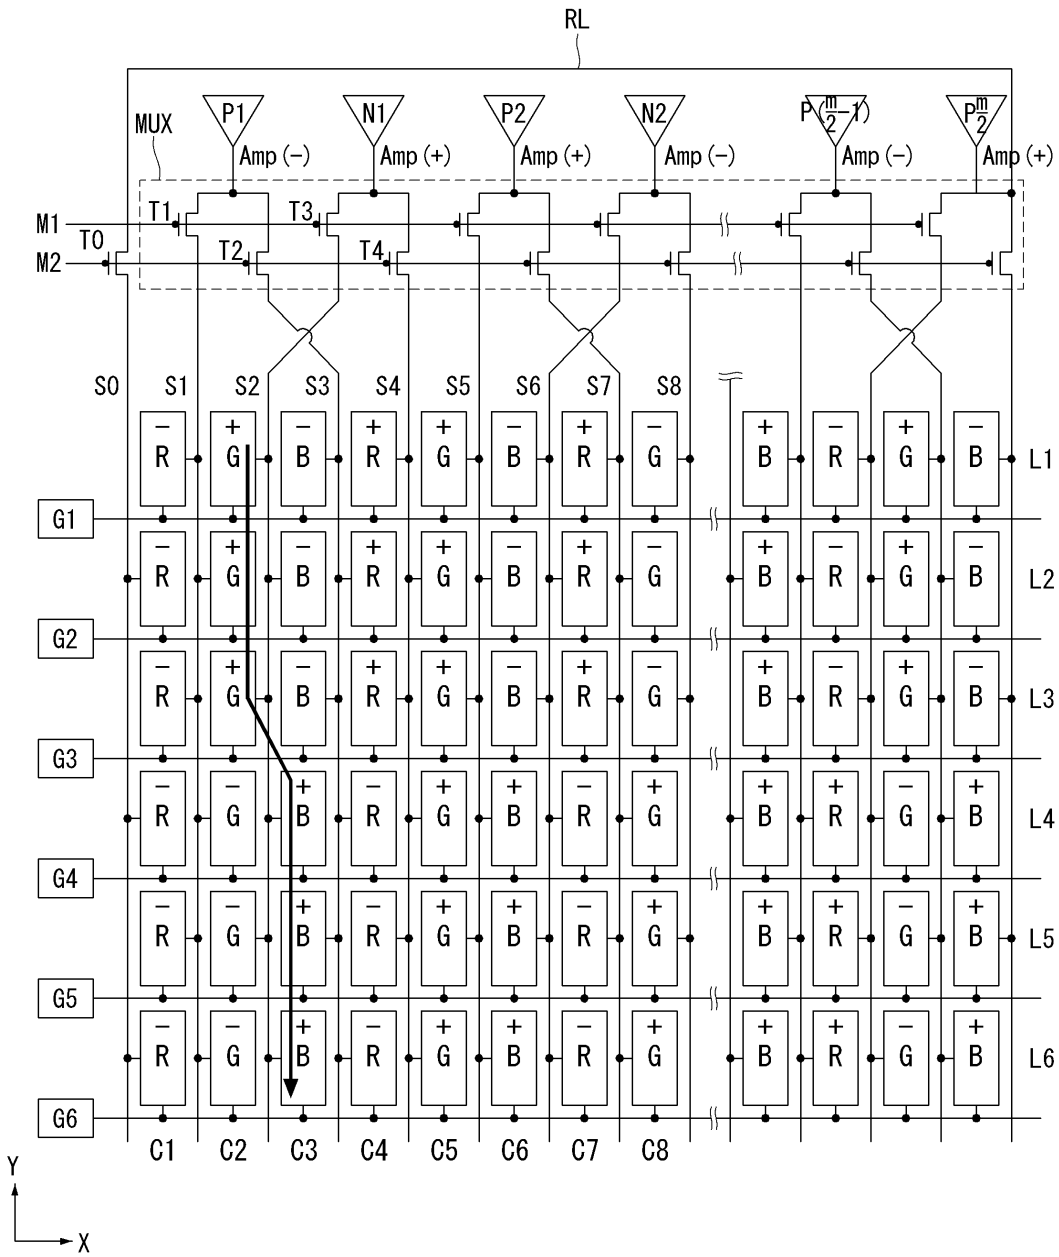 RL
P1 N1 P2 N2 P(m/2-1) Pm/2
MUX
Amp(-) Amp(+) Amp(+) Amp(-) Amp(-) Amp(+)
M1 T1 T3
T0
M2 T2 T4
S0 S1 S2 S3 S4 S5 S6 S7 S8
− + − + + − + − + − + −
R G B R G B R G B R G B L1
G1
− + − + + − + − + − + −
R G B R G B R G B R G B L2
G2
− + − + + − + − + − + −
R G B R G B R G B R G B L3
G3
− − + − + + − + + + − +
R G B R G B R G B R G B L4
G4
− − + − + + − + + + − +
R G B R G B R G B R G B L5
G5
− − + − + + − + + + − +
R G B R G B R G B R G B L6
G6
C1 C2 C3 C4 C5 C6 C7 C8
Y
X